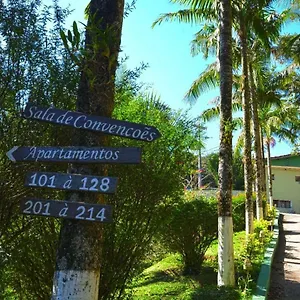 Sala de Convenções
Apartamentos
101 à 128
201 à 214